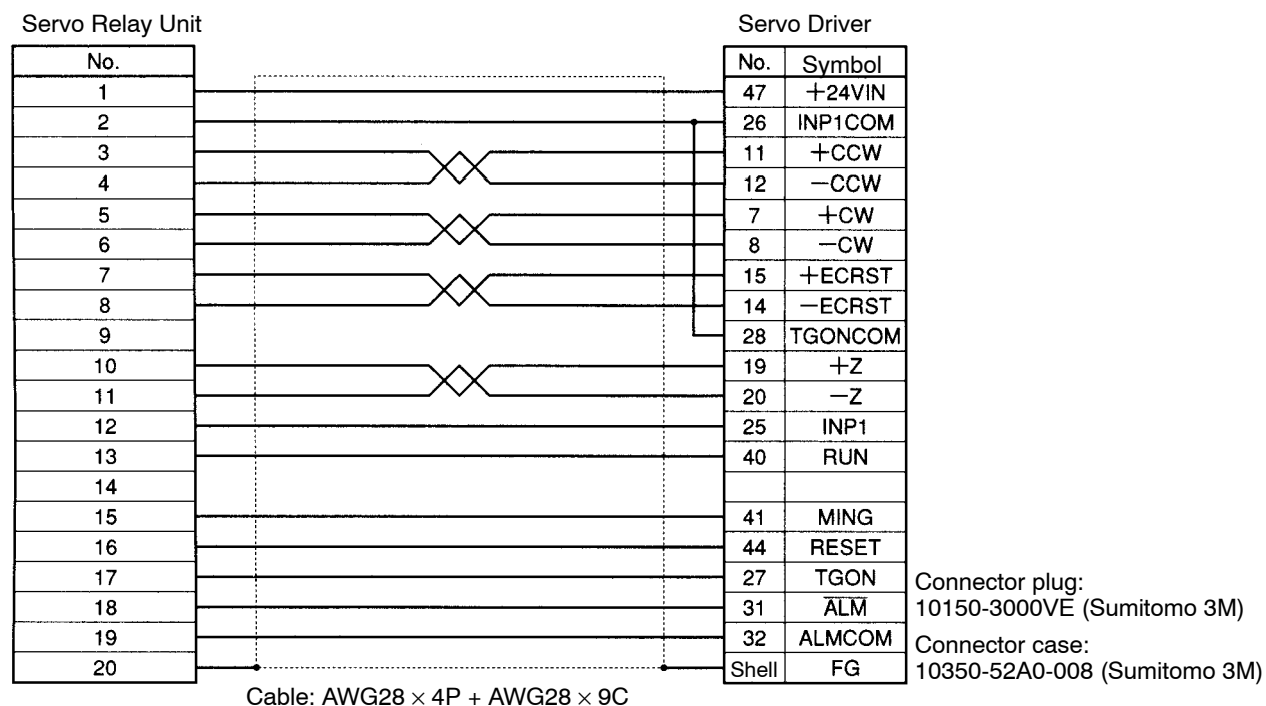 Servo Relay Unit Servo Driver
No. No. Symbol
1 47 +24VIN
2 26 INP1COM
3 11 +CCW
4 12 −CCW
5 7 +CW
6 8 −CW
7 15 +ECRST
8 14 −ECRST
9 28 TGONCOM
10 19 +Z
11 20 −Z
12 25 INP1
13 40 RUN
14
15 41 MING
16 44 RESET
17 27 TGON
18 31 A̅L̅M̅
19 32 ALMCOM
20 Shell FG
Connector plug:
10150-3000VE (Sumitomo 3M)
Connector case:
10350-52A0-008 (Sumitomo 3M)
Cable: AWG28 × 4P + AWG28 × 9C